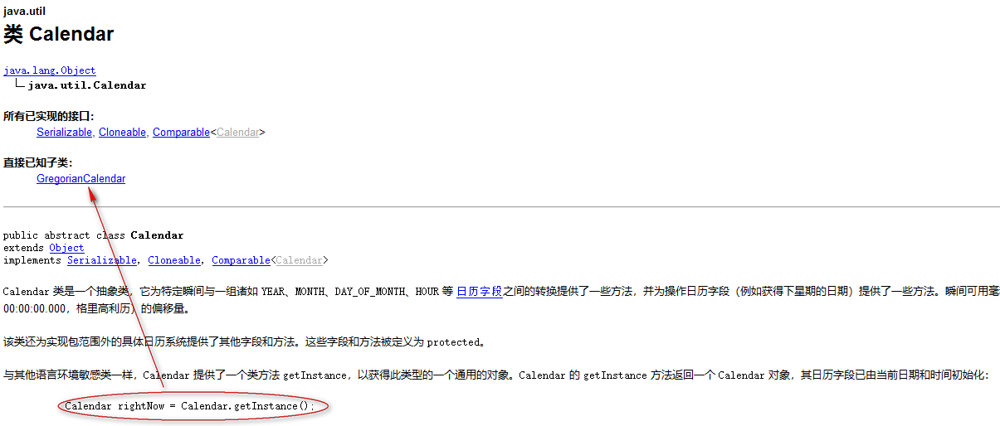 java.util
类 Calendar
java.lang.Object
java.util.Calendar
所有已实现的接口：
Serializable, Cloneable, Comparable<Calendar>
直接已知子类：
GregorianCalendar
public abstract class Calendar
extends Object
implements Serializable, Cloneable, Comparable<Calendar>
Calendar 类是一个抽象类，它为特定瞬间与一组诸如 YEAR、MONTH、DAY_OF_MONTH、HOUR 等 日历字段之间的转换提供了一些方法，并为操作日历字段（例如获得下星期的日期）提供了一些方法。瞬间可用毫
00:00:00.000，格里高利历）的偏移量。
该类还为实现包范围外的具体日历系统提供了其他字段和方法。这些字段和方法被定义为 protected。
与其他语言环境敏感类一样，Calendar 提供了一个类方法 getInstance，以获得此类型的一个通用的对象。Calendar 的 getInstance 方法返回一个 Calendar 对象，其日历字段已由当前日期和时间初始化：
Calendar rightNow = Calendar.getInstance();